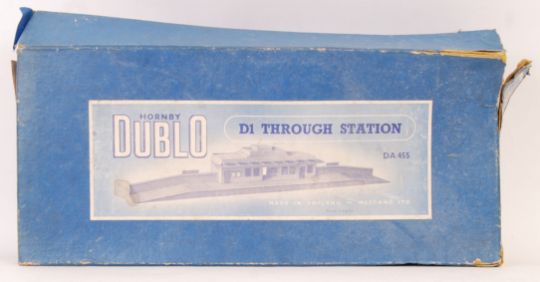 HORNBY
DUBLO
D1 THROUGH STATION
DA 455
MADE IN ENGLAND BY MECCANO LTD